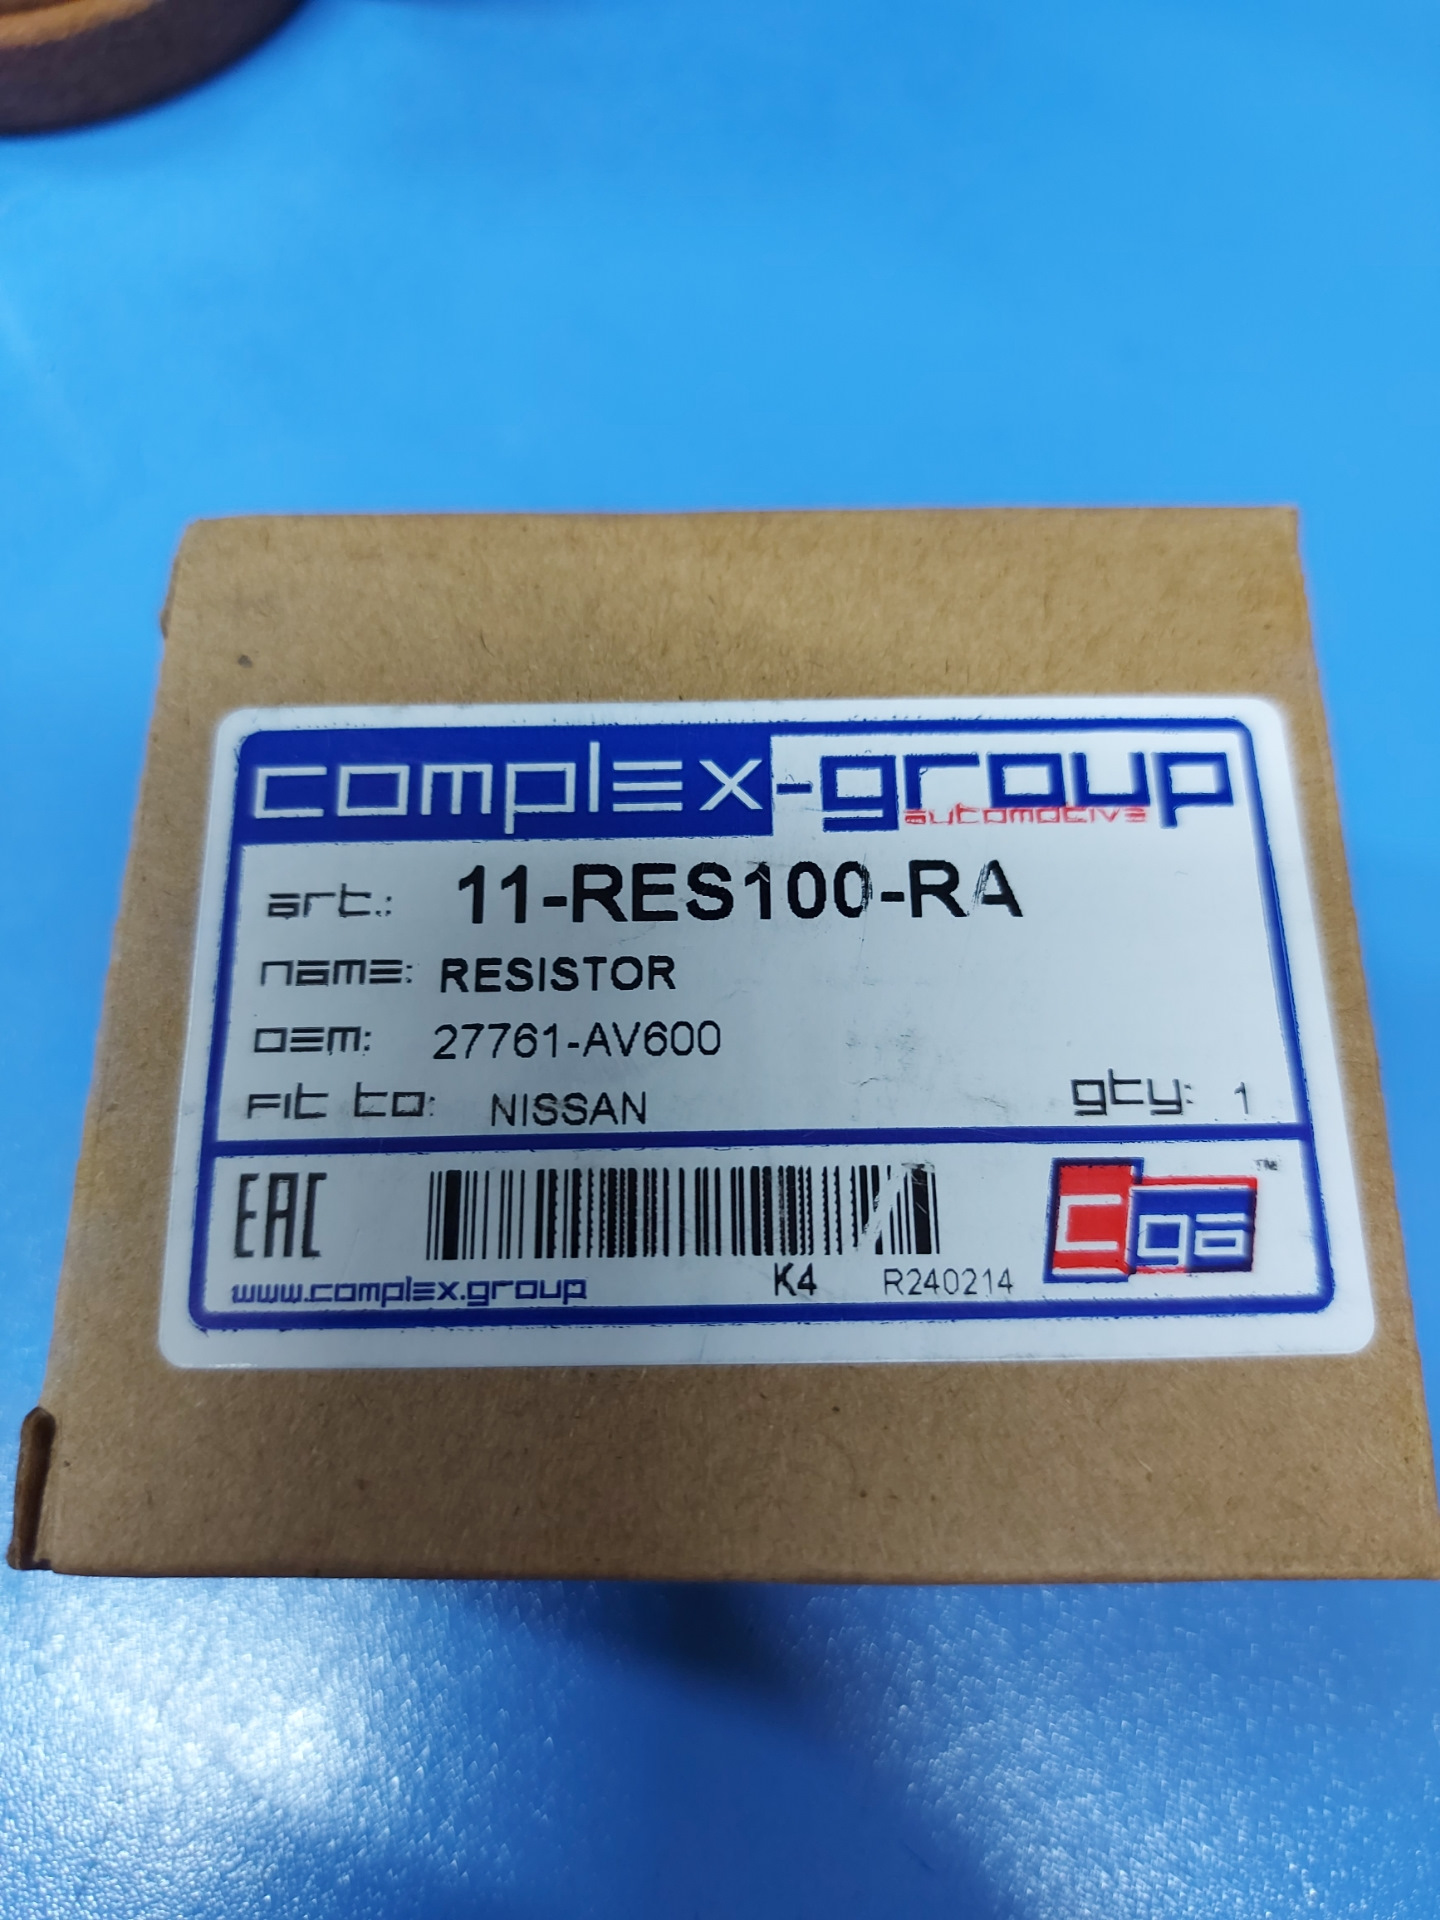 complex-group
automotive
art.: 11-RES100-RA
name: RESISTOR
OEM: 27761-AV600
FIT TO: NISSAN qty: 1
EAC
cga ™
www.complex.group K4 R240214